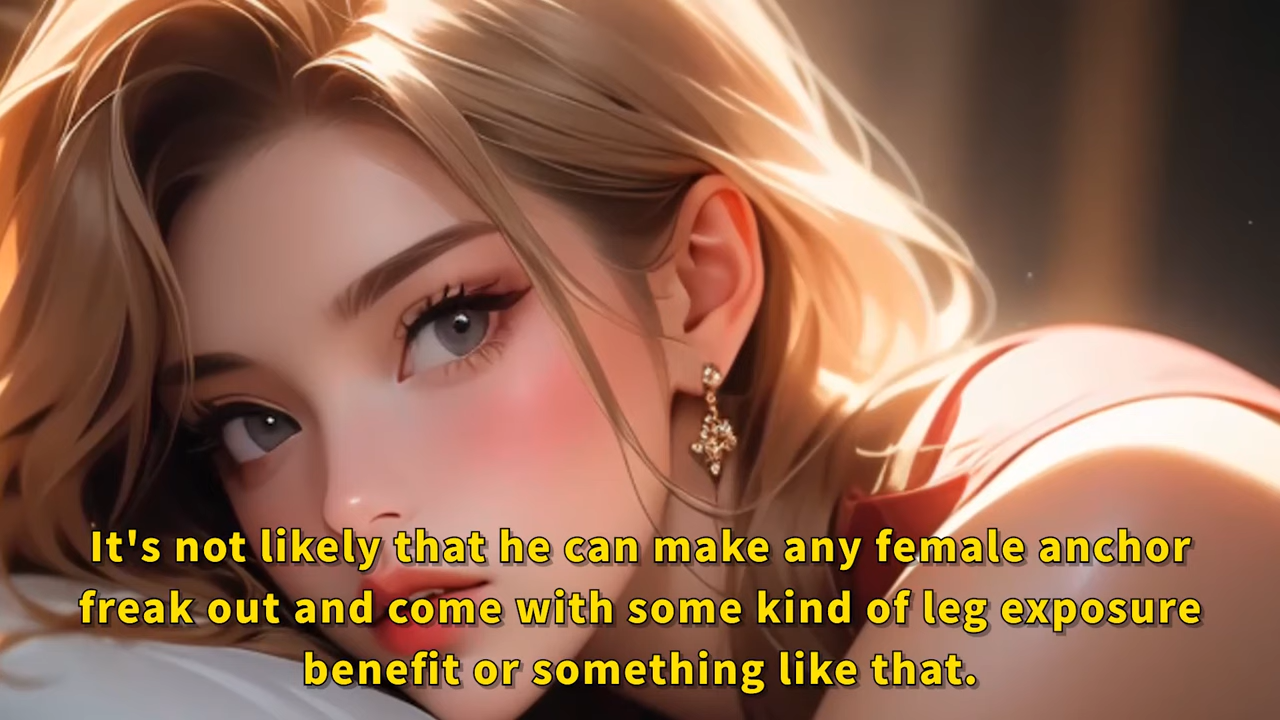 It's not likely that he can make any female anchor
freak out and come with some kind of leg exposure
benefit or something like that.